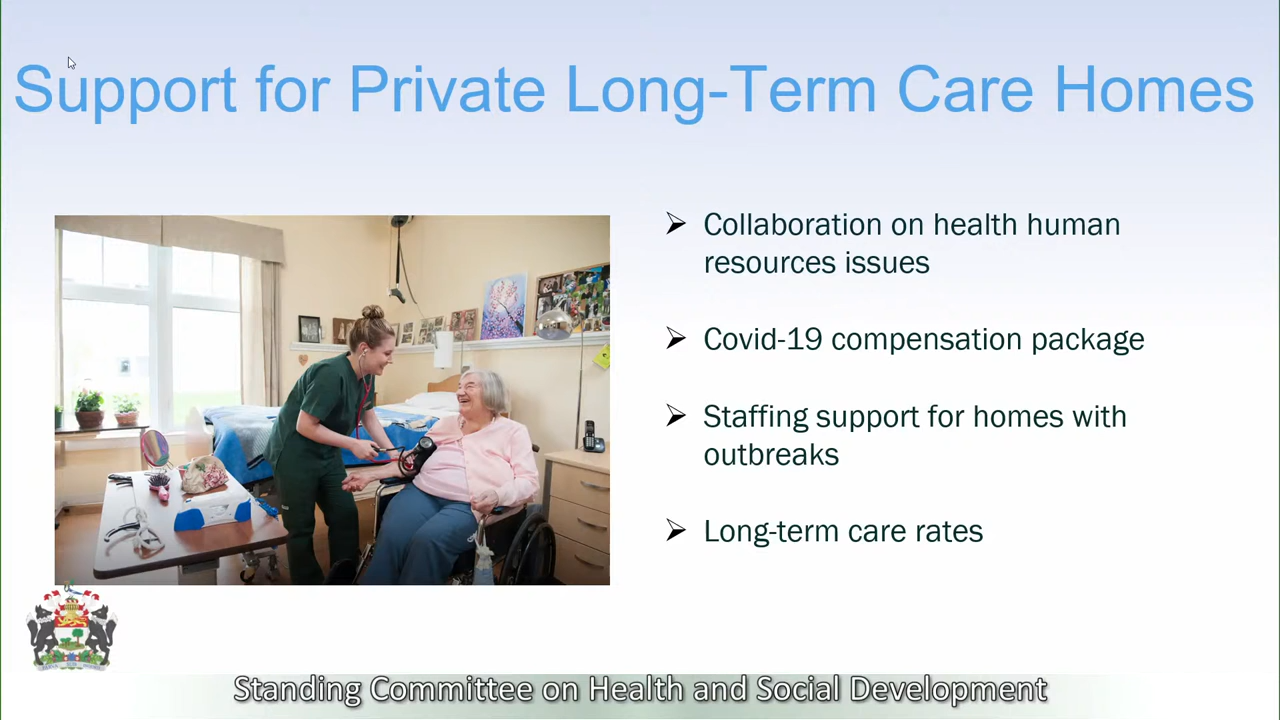 Support for Private Long-Term Care Homes
Collaboration on health human
resources issues
Covid-19 compensation package
Staffing support for homes with
outbreaks
Long-term care rates
Standing Committee on Health and Social Development